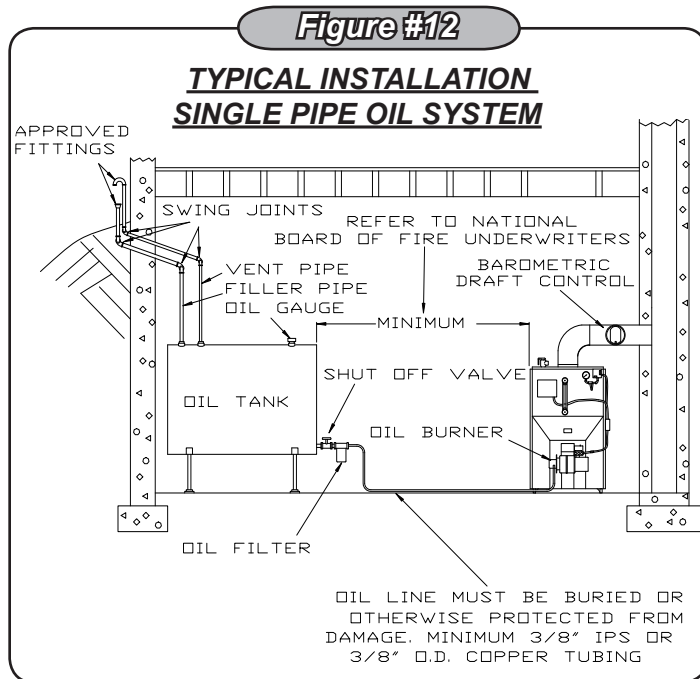 Figure #12
TYPICAL INSTALLATION
SINGLE PIPE OIL SYSTEM
APPROVED
FITTINGS
SWING JOINTS
REFER TO NATIONAL
BOARD OF FIRE UNDERWRITERS
VENT PIPE
FILLER PIPE
OIL GAUGE
BAROMETRIC
DRAFT CONTROL
MINIMUM
SHUT OFF VALVE
OIL TANK
OIL BURNER
OIL FILTER
OIL LINE MUST BE BURIED OR
OTHERWISE PROTECTED FROM
DAMAGE. MINIMUM 3/8" IPS OR
3/8" O.D. COPPER TUBING